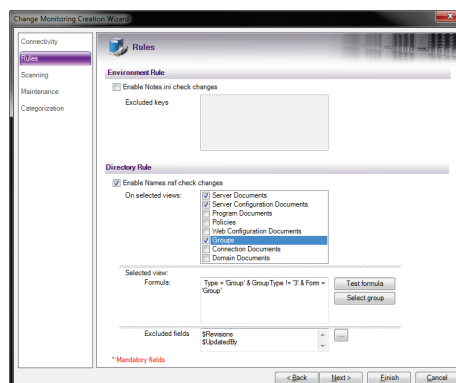 Change Monitoring Creation Wizard
Connectivity
Rules
Scanning
Maintenance
Categorization
Rules
Environment Rule
Enable Notes.ini check changes
Excluded keys
Directory Rule
Enable Names.nsf check changes
On selected views:
Server Documents
Server Configuration Documents
Program Documents
Policies
Web Configuration Documents
Groups
Connection Documents
Domain Documents
Selected view:
Formula:
Type = 'Group' & GroupType != '3' & Form =
'Group'
Test formula
Select group
Excluded fields
$Revisions
$UpdatedBy
...
* Mandatory fields
< Back
Next >
Finish
Cancel